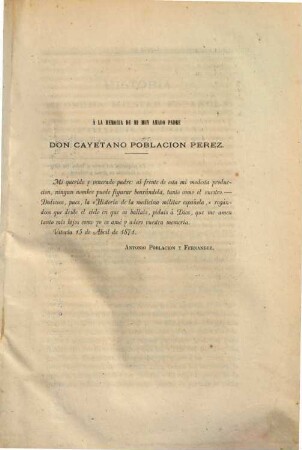 Á LA MEMORIA DE MI MUY AMADO PADRE
DON CAYETANO POBLACION PEREZ.
Mi querido y venerado padre: al frente de esta mi modesta produc-
cion, ningun nombre puede figurar honrándola, tanto como el vuestro.—
Dedicoos, pues, la «Historia de la medicina militar española,» rogán-
doos que desde el cielo en que os hallais, pidais á Dios, que me amen
tanto mis hijos como yo os amé y adoro vuestra memoria.
Vitoria 15 de Abril de 1871.
ANTONIO POBLACION Y FERNANDEZ.